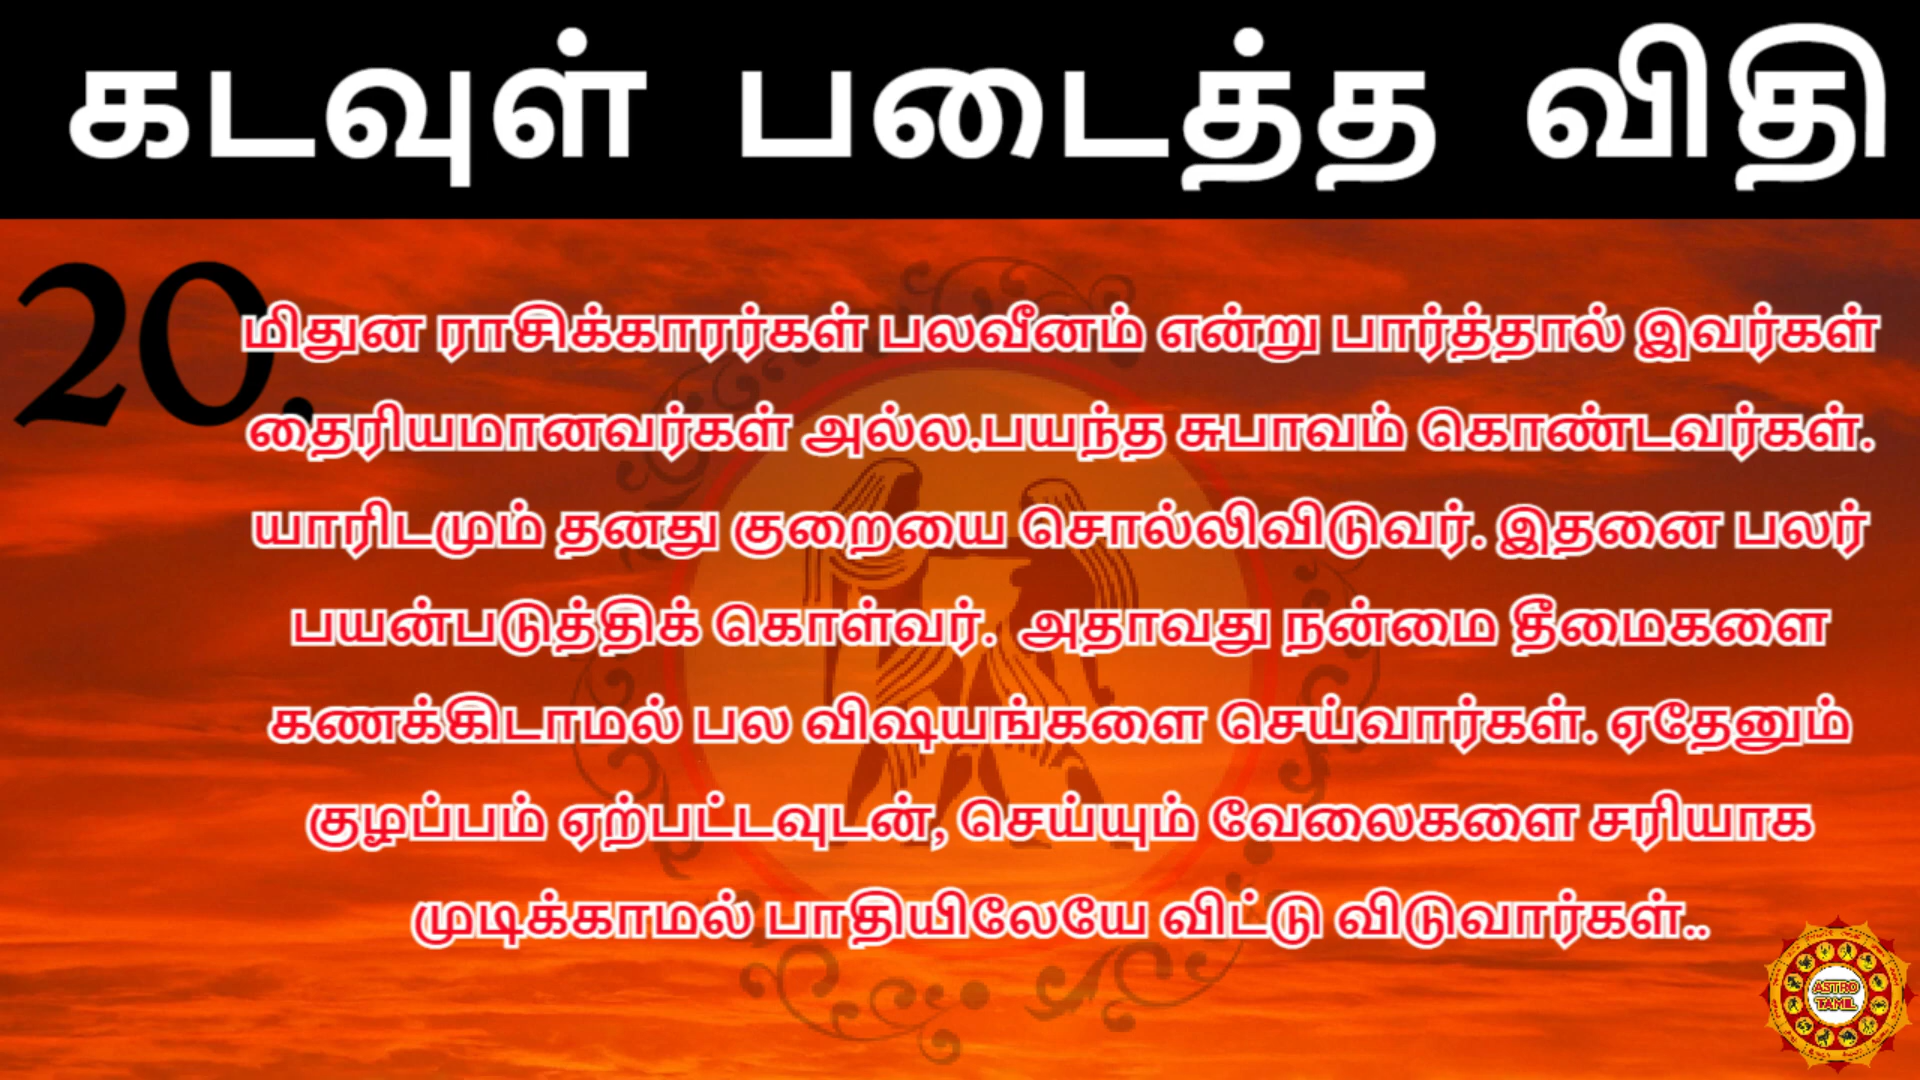 கடவுள் படைத்த விதி
20.
மிதுன ராசிக்காரர்கள் பலவீனம் என்று பார்த்தால் இவர்கள்
தைரியமானவர்கள் அல்ல.பயந்த சுபாவம் கொண்டவர்கள்.
யாரிடமும் தனது குறையை சொல்லிவிடுவர். இதனை பலர்
பயன்படுத்திக் கொள்வர். அதாவது நன்மை தீமைகளை
கணக்கிடாமல் பல விஷயங்களை செய்வார்கள். ஏதேனும்
குழப்பம் ஏற்பட்டவுடன், செய்யும் வேலைகளை சரியாக
முடிக்காமல் பாதியிலேயே விட்டு விடுவார்கள்..
ASTRO
TAMIL